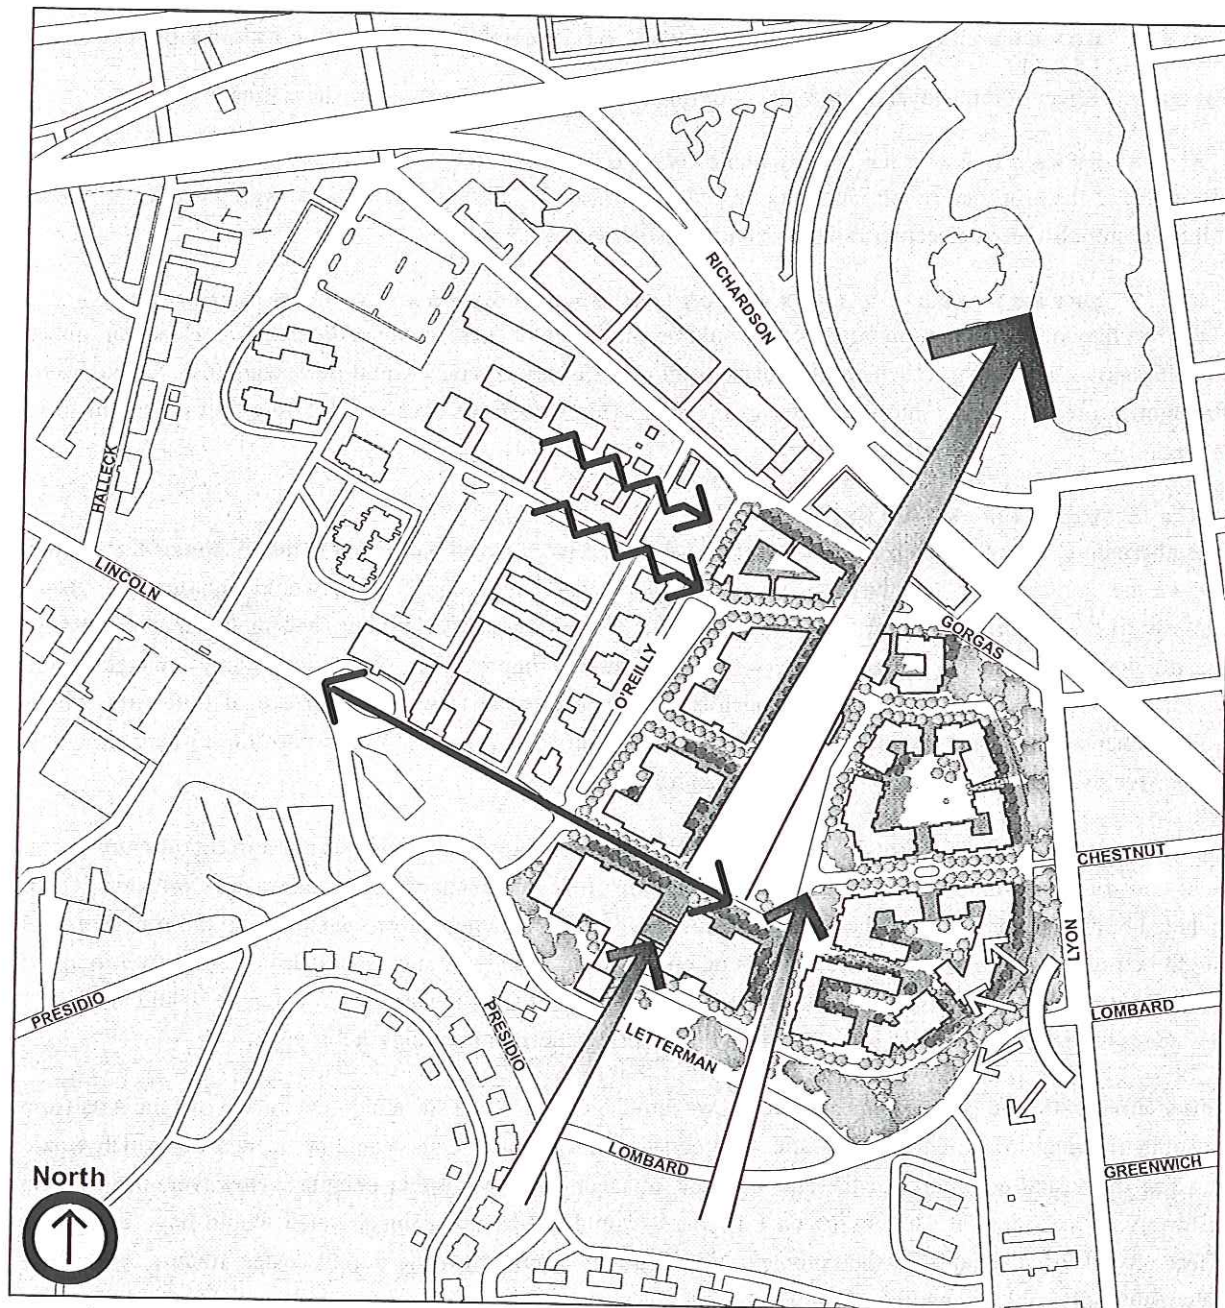 RICHARDSON
HALLECK
LINCOLN
O'REILLY
GORGAS
CHESTNUT
LYON
PRESIDIO
PRESIDIO
LETTERMAN
LOMBARD
LOMBARD
GREENWICH
North